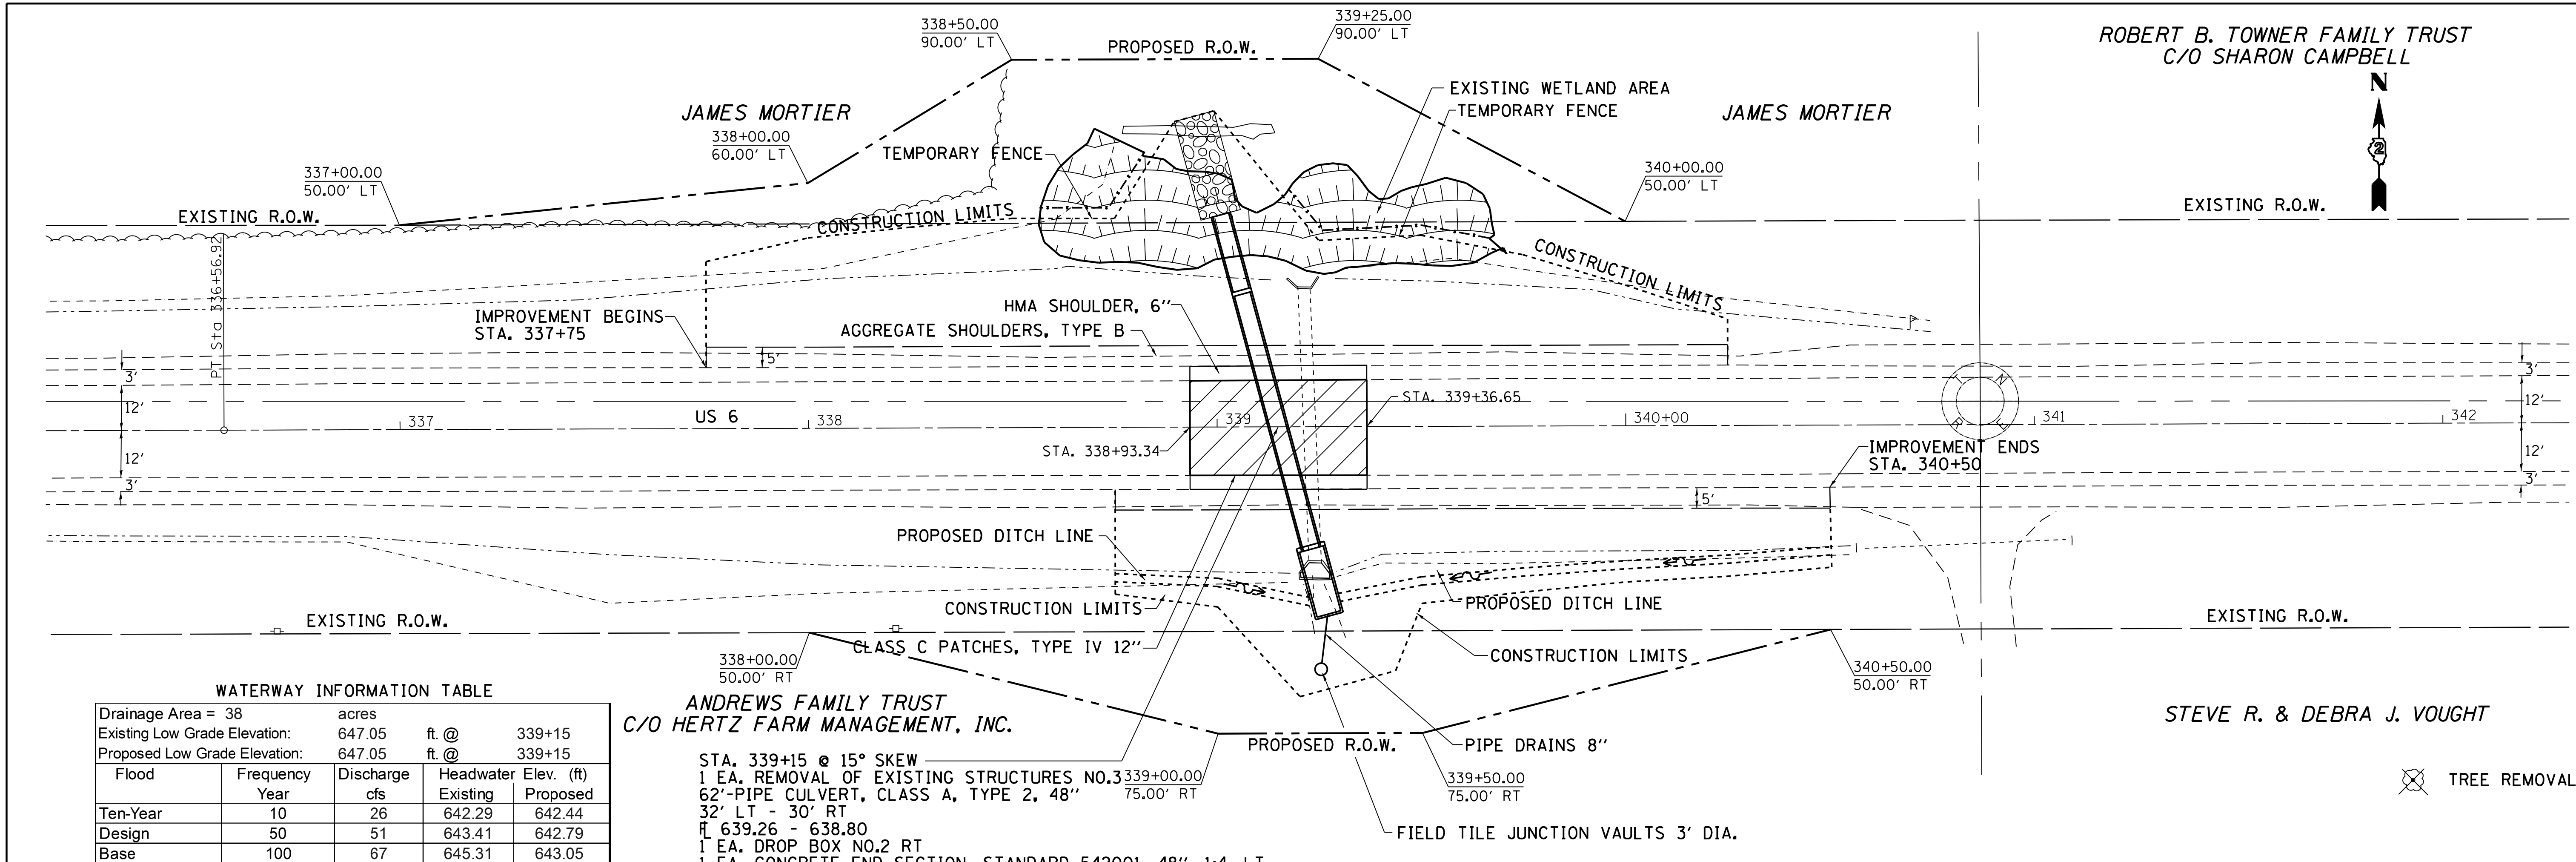 338+50.00
90.00' LT
PROPOSED R.O.W.
339+25.00
90.00' LT
ROBERT B. TOWNER FAMILY TRUST
C/O SHARON CAMPBELL
N
2
JAMES MORTIER
338+00.00
60.00' LT
TEMPORARY FENCE
EXISTING WETLAND AREA
TEMPORARY FENCE
JAMES MORTIER
337+00.00
50.00' LT
340+00.00
50.00' LT
EXISTING R.O.W.
CONSTRUCTION LIMITS
EXISTING R.O.W.
PT Sta 336+56.92
CONSTRUCTION LIMITS
IMPROVEMENT BEGINS
STA. 337+75
HMA SHOULDER, 6"
AGGREGATE SHOULDERS, TYPE B
5'
3'
12'
12'
3'
US 6
337
338
339
340+00
341
342
STA. 339+36.65
STA. 338+93.34
T N
R E
3'
12'
12'
3'
IMPROVEMENT ENDS
STA. 340+50
5'
PROPOSED DITCH LINE
PROPOSED DITCH LINE
CONSTRUCTION LIMITS
EXISTING R.O.W.
EXISTING R.O.W.
CLASS C PATCHES, TYPE IV 12"
CONSTRUCTION LIMITS
338+00.00
50.00' RT
340+50.00
50.00' RT
ANDREWS FAMILY TRUST
C/O HERTZ FARM MANAGEMENT, INC.
STEVE R. & DEBRA J. VOUGHT
PROPOSED R.O.W.
PIPE DRAINS 8"
339+00.00
75.00' RT
339+50.00
75.00' RT
FIELD TILE JUNCTION VAULTS 3' DIA.
TREE REMOVAL
STA. 339+15 @ 15° SKEW
1 EA. REMOVAL OF EXISTING STRUCTURES NO.3
62'-PIPE CULVERT, CLASS A, TYPE 2, 48"
32' LT - 30' RT
FL 639.26 - 638.80
1 EA. DROP BOX NO.2 RT
1 EA. CONCRETE END SECTION, STANDARD 542001, 48", 1:4, LT
WATERWAY INFORMATION TABLE
Drainage Area = 38 acres
Existing Low Grade Elevation: 647.05 ft. @ 339+15
Proposed Low Grade Elevation: 647.05 ft. @ 339+15
Flood Frequency Discharge Headwater Elev. (ft)
Year cfs Existing Proposed
Ten-Year 10 26 642.29 642.44
Design 50 51 643.41 642.79
Base 100 67 645.31 643.05